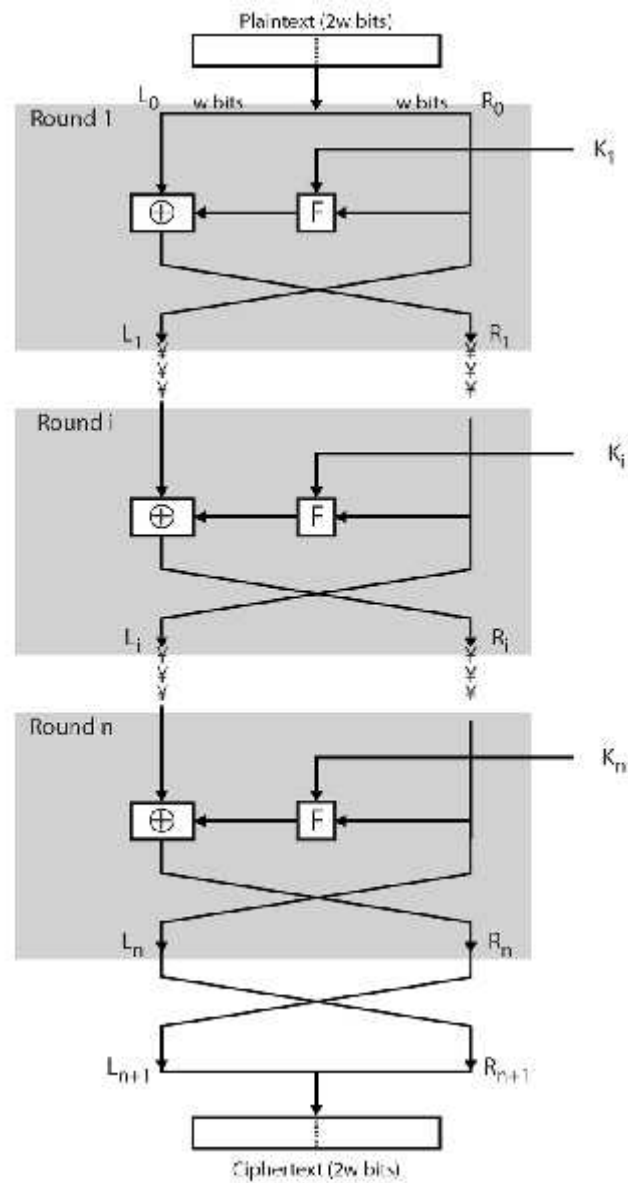 Plaintext (2w bits)
L0 w bits w bits R0
Round 1
K1
⊕ F
L1 R1
¥ ¥
¥ ¥
¥ ¥
Round i
Ki
⊕ F
Li Ri
¥ ¥
¥ ¥
¥ ¥
Round n
Kn
⊕ F
Ln Rn
Ln+1 Rn+1
Ciphertext (2w bits)